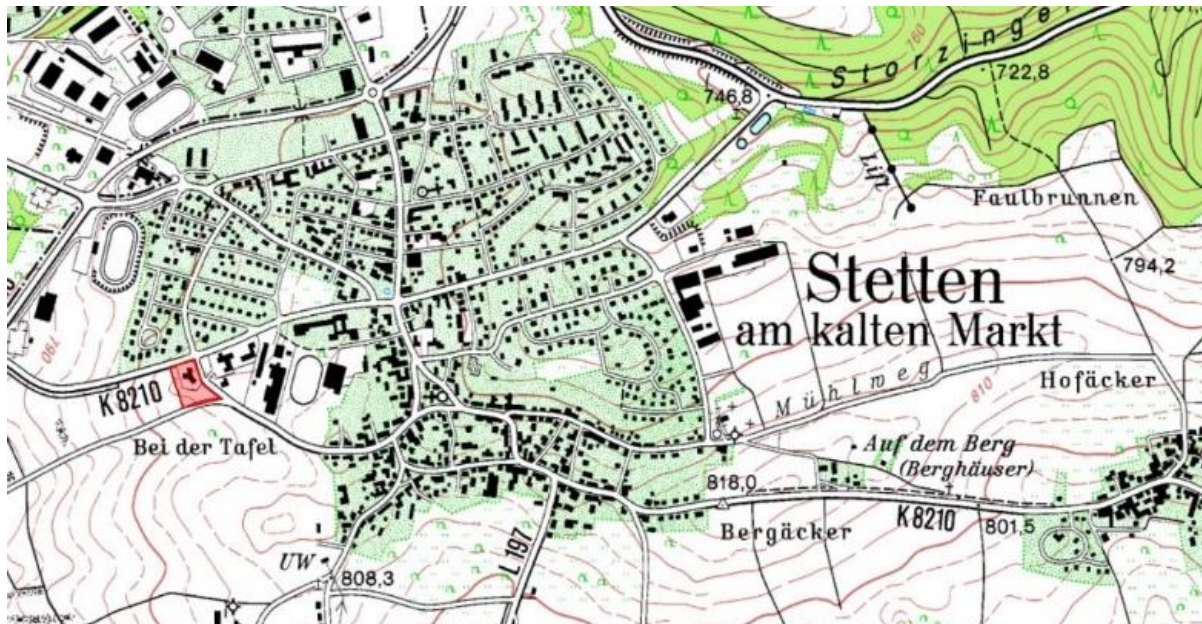 760
Storzinger
722,8
746,8
Lift
Faulbrunnen
794,2
Stetten
am kalten Markt
790
K 8210
Mühlweg
810
Hofäcker
Bei der Tafel
Auf dem Berg
(Berghäuser)
818,0
Bergäcker
K 8210
801,5
L 197
UW
808,3